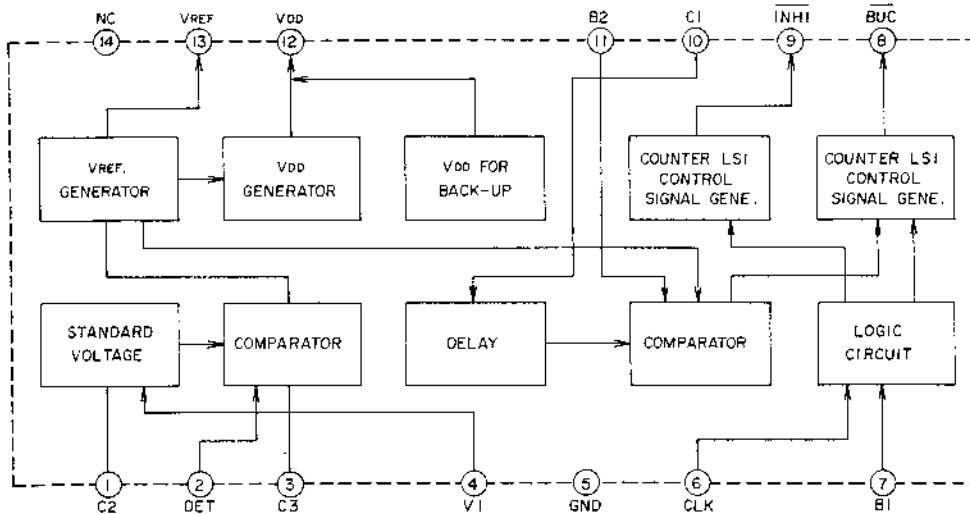 NC VREF VDD B2 C1 INHI BUC
14 13 12 11 10 9 8
VREF. GENERATOR
VDD GENERATOR
VDD FOR BACK-UP
COUNTER LSI CONTROL SIGNAL GENE.
COUNTER LSI CONTROL SIGNAL GENE.
STANDARD VOLTAGE
COMPARATOR
DELAY
COMPARATOR
LOGIC CIRCUIT
1 2 3 4 5 6 7
C2 DET C3 V1 GND CLK B1